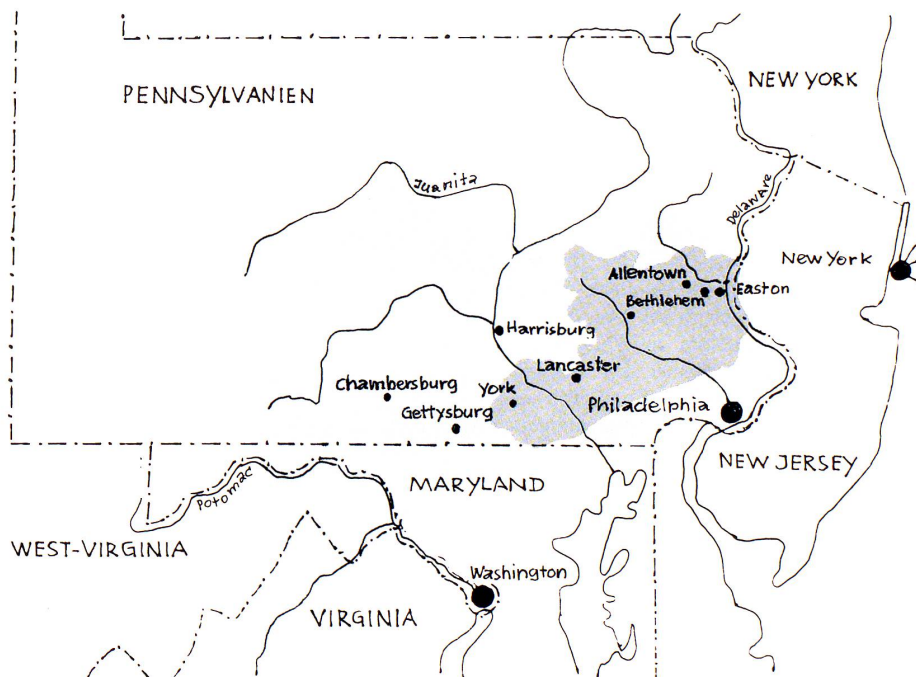 NEW YORK
PENNSYLVANIEN
Juanita
Delaware
New York
Allentown
Easton
Bethlehem
Harrisburg
Lancaster
Chambersburg
York
Philadelphia
Gettysburg
NEW JERSEY
MARYLAND
Potomac
WEST-VIRGINIA
Washington
VIRGINIA